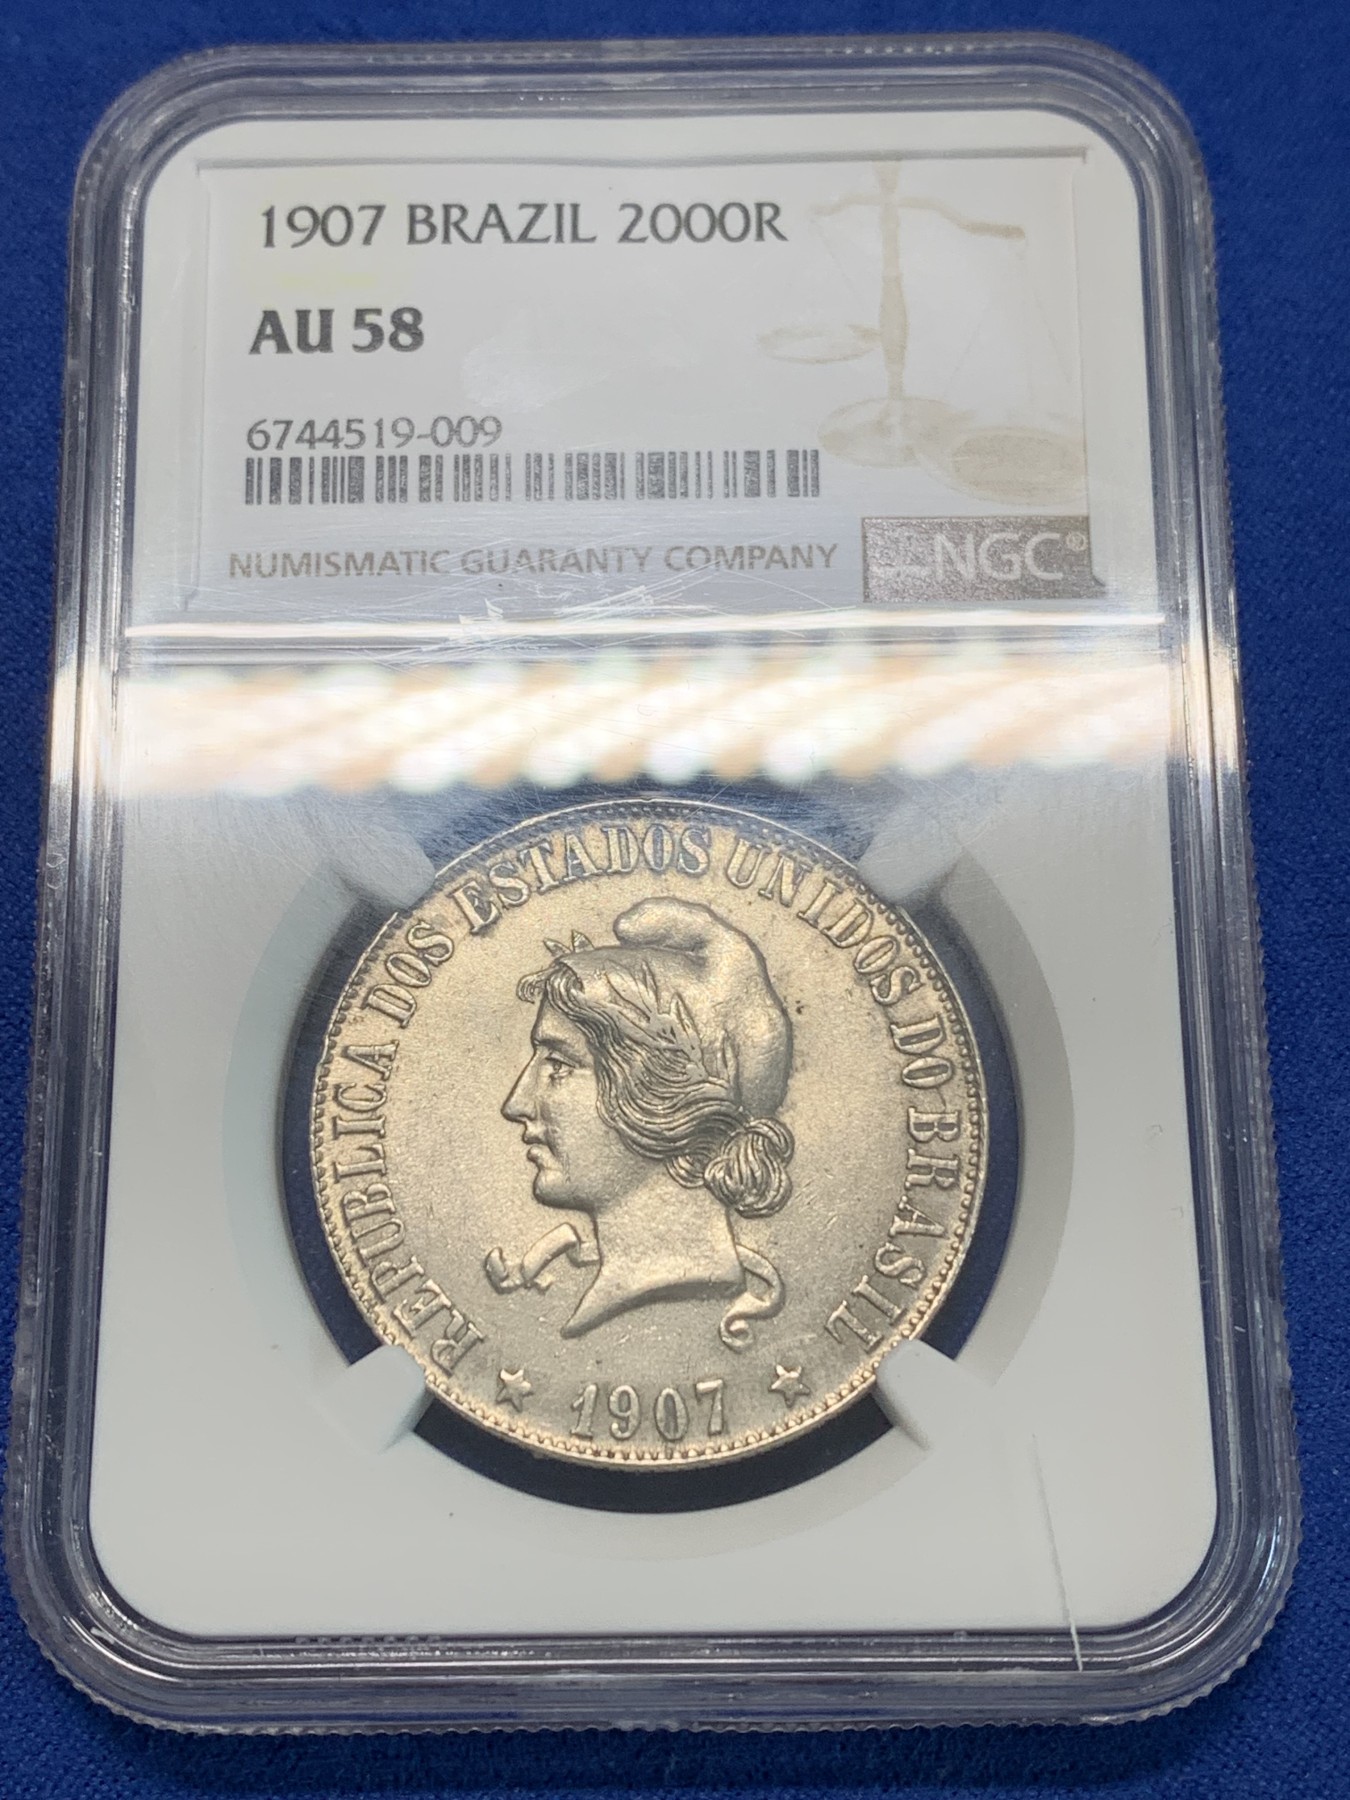 1907 BRAZIL 2000R
AU 58
6744519-009
NUMISMATIC GUARANTY COMPANY
NGC®
REPUBLICA DOS ESTADOS UNIDOS DO BRASIL
★ 1907 ★